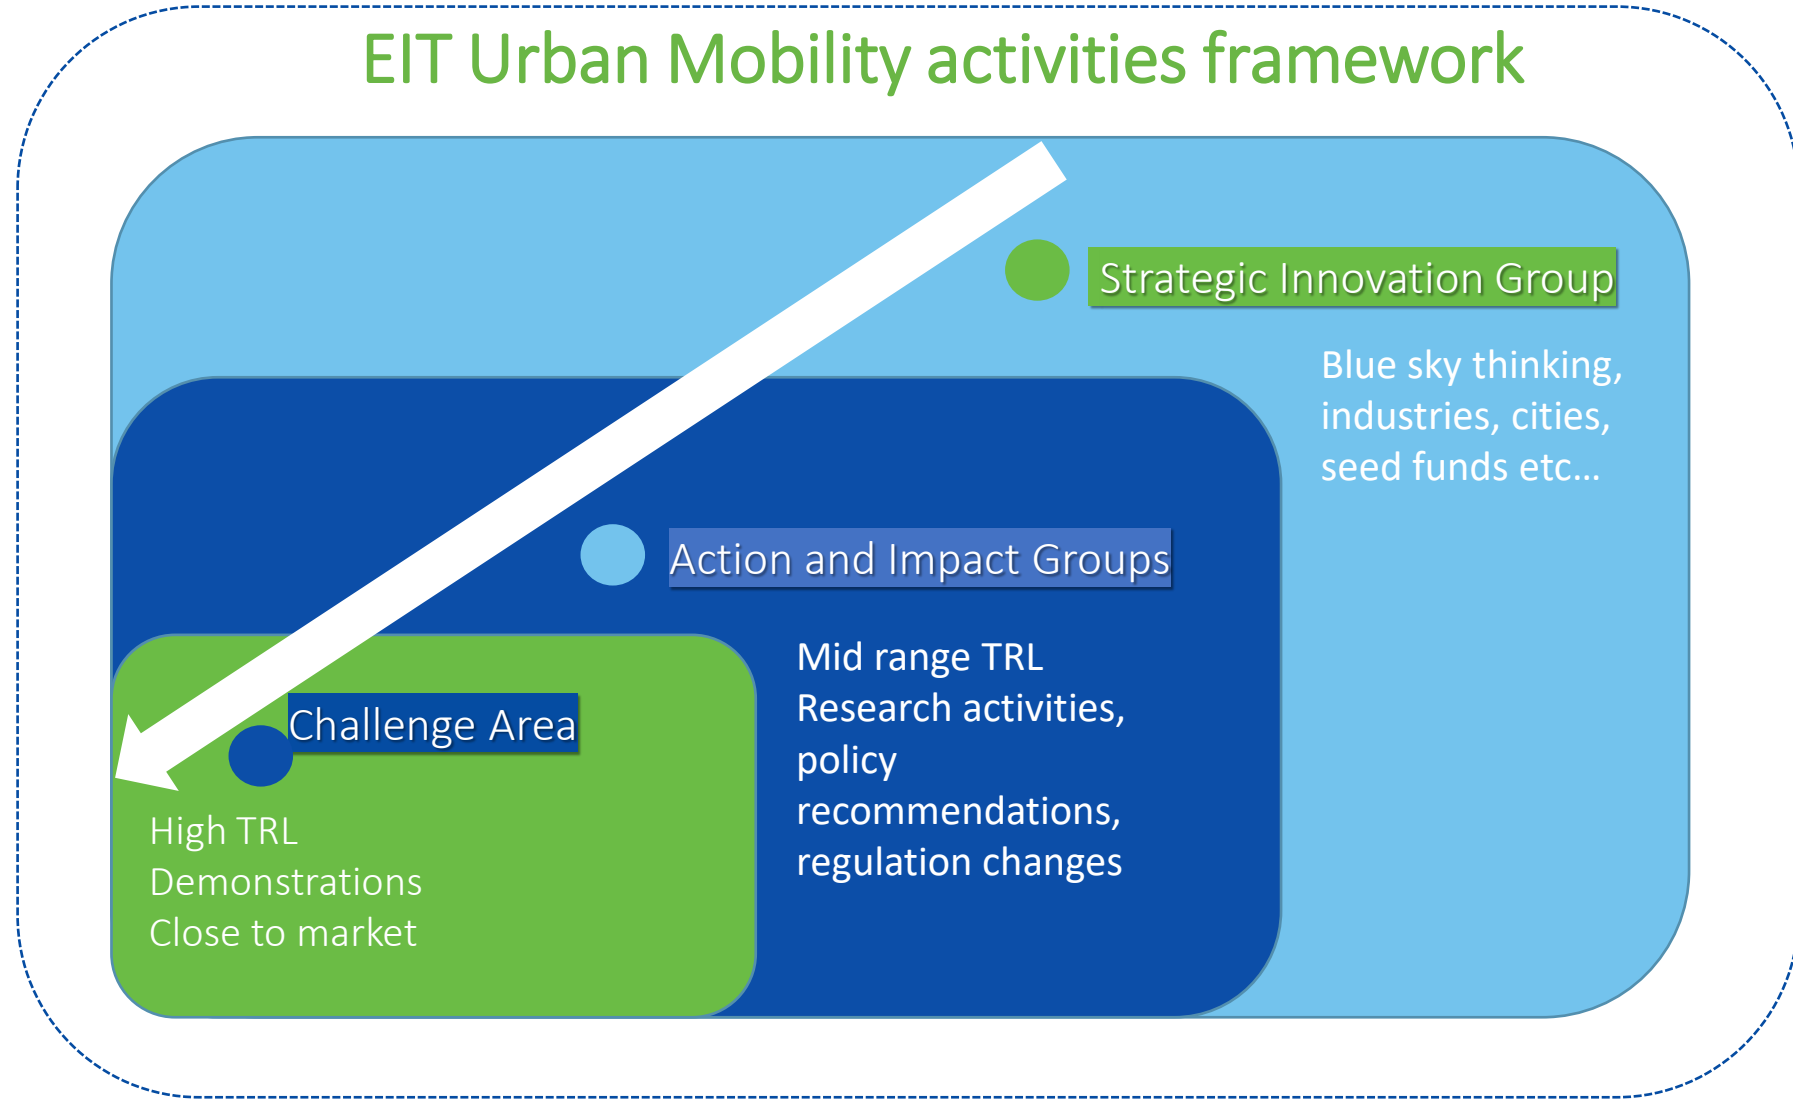 EIT Urban Mobility activities framework
Strategic Innovation Group
Blue sky thinking,
industries, cities,
seed funds etc...
Action and Impact Groups
Mid range TRL
Research activities,
policy
recommendations,
regulation changes
Challenge Area
High TRL
Demonstrations
Close to market